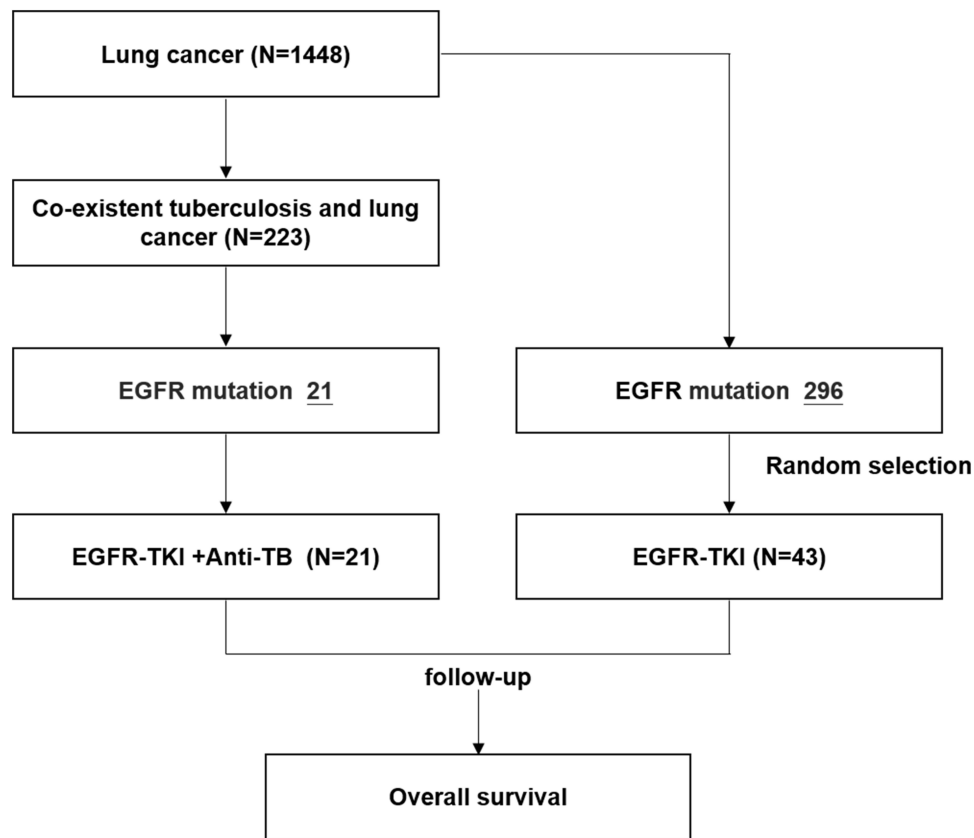 Lung cancer (N=1448)
Co-existent tuberculosis and lung
cancer (N=223)
EGFR mutation 21
EGFR mutation 296
Random selection
EGFR-TKI +Anti-TB (N=21)
EGFR-TKI (N=43)
follow-up
Overall survival